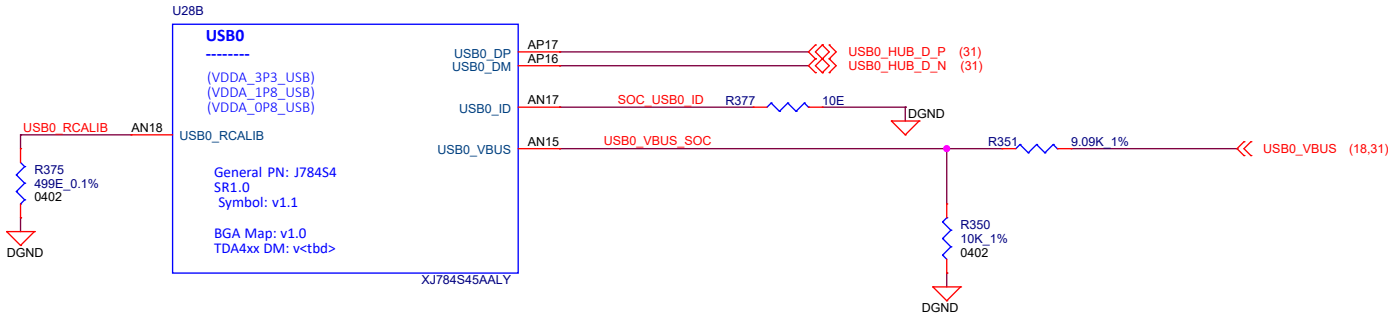 U28B
USB0
--------
(VDDA_3P3_USB)
(VDDA_1P8_USB)
(VDDA_0P8_USB)
USB0_DP
USB0_DM
AP17
AP16
USB0_HUB_D_P (31)
USB0_HUB_D_N (31)
USB0_ID
AN17
SOC_USB0_ID
R377
10E
DGND
USB0_RCALIB
AN18
USB0_RCALIB
USB0_VBUS
AN15
USB0_VBUS_SOC
R351
9.09K_1%
USB0_VBUS (18,31)
R375
499E_0.1%
0402
DGND
General PN: J784S4
SR1.0
Symbol: v1.1
BGA Map: v1.0
TDA4xx DM: v<tbd>
XJ784S45AALY
R350
10K_1%
0402
DGND